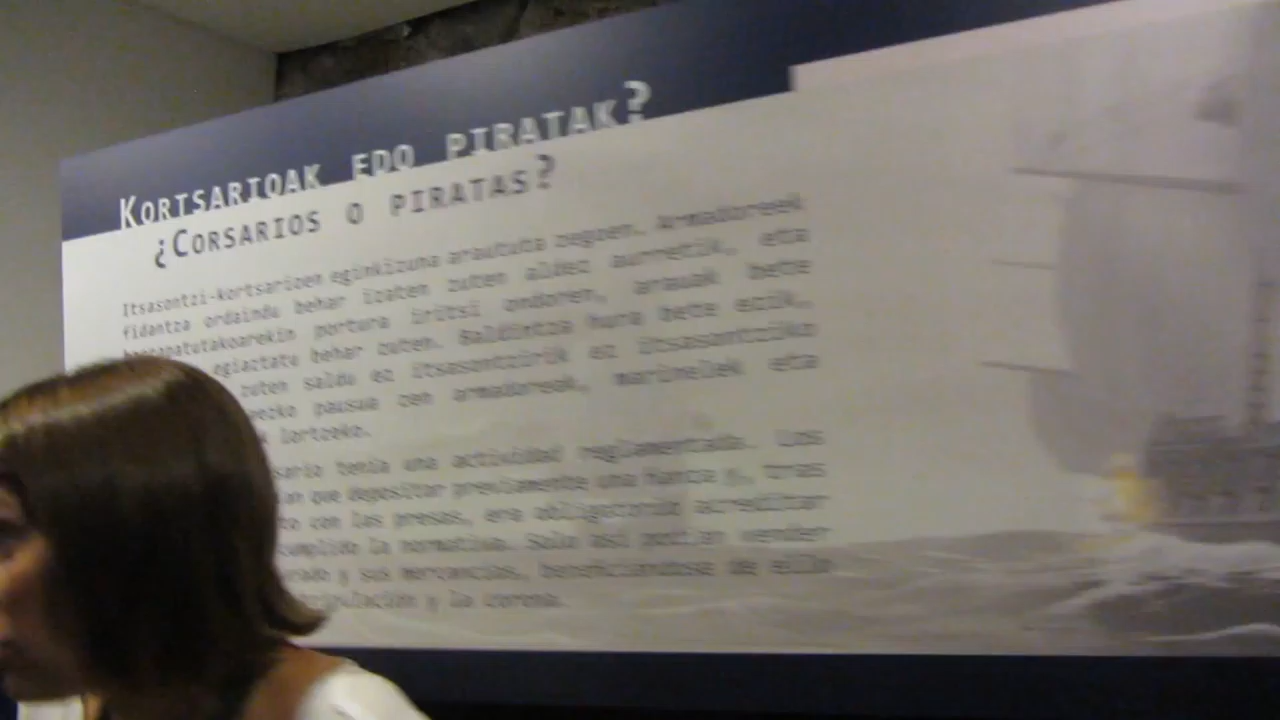 KORTSARIOAK EDO PIRATAK?
¿CORSARIOS O PIRATAS?
Itsasontzi-kortsarioen eginkizuna araututa zegoen. Armadoreek
fidantza ordaindu behar izaten zuten aldez aurretik, eta
portura iritsi ondoren, arauak bete
egiaztatu behar zuten. Baldintza hura bete ezik,
zuten saldu ez itsasontzirik ez itsasontziko
pausua zen armadoreak, marinelek eta
lortzeko.
tenía una actividad reglamentada. Los
que depositar previamente una fianza y, tras
con las presas, era obligatorio acreditar
la normativa. Solo así podían vender
y sus mercancías, beneficiándose de ello
y la corona.